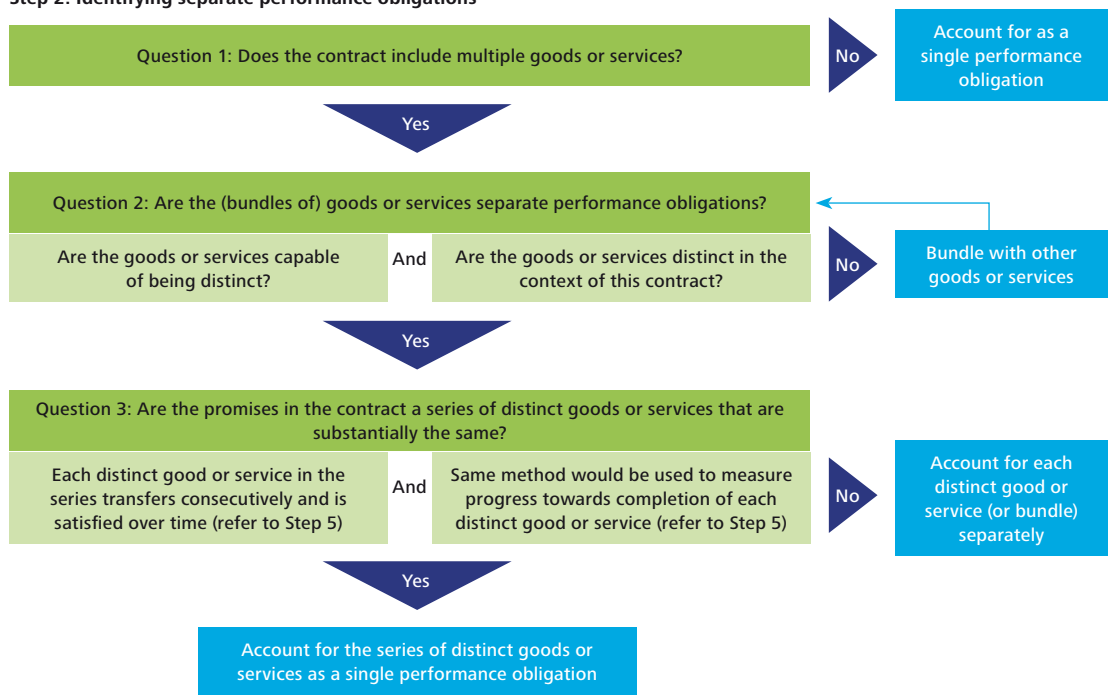 Step 2: Identifying separate performance obligations
Question 1: Does the contract include multiple goods or services?
No
Account for as a
single performance
obligation
Yes
Question 2: Are the (bundles of) goods or services separate performance obligations?
Are the goods or services capable
of being distinct?
And
Are the goods or services distinct in the
context of this contract?
No
Bundle with other
goods or services
Yes
Question 3: Are the promises in the contract a series of distinct goods or services that are
substantially the same?
Each distinct good or service in the
series transfers consecutively and is
satisfied over time (refer to Step 5)
And
Same method would be used to measure
progress towards completion of each
distinct good or service (refer to Step 5)
No
Account for each
distinct good or
service (or bundle)
separately
Yes
Account for the series of distinct goods or
services as a single performance obligation